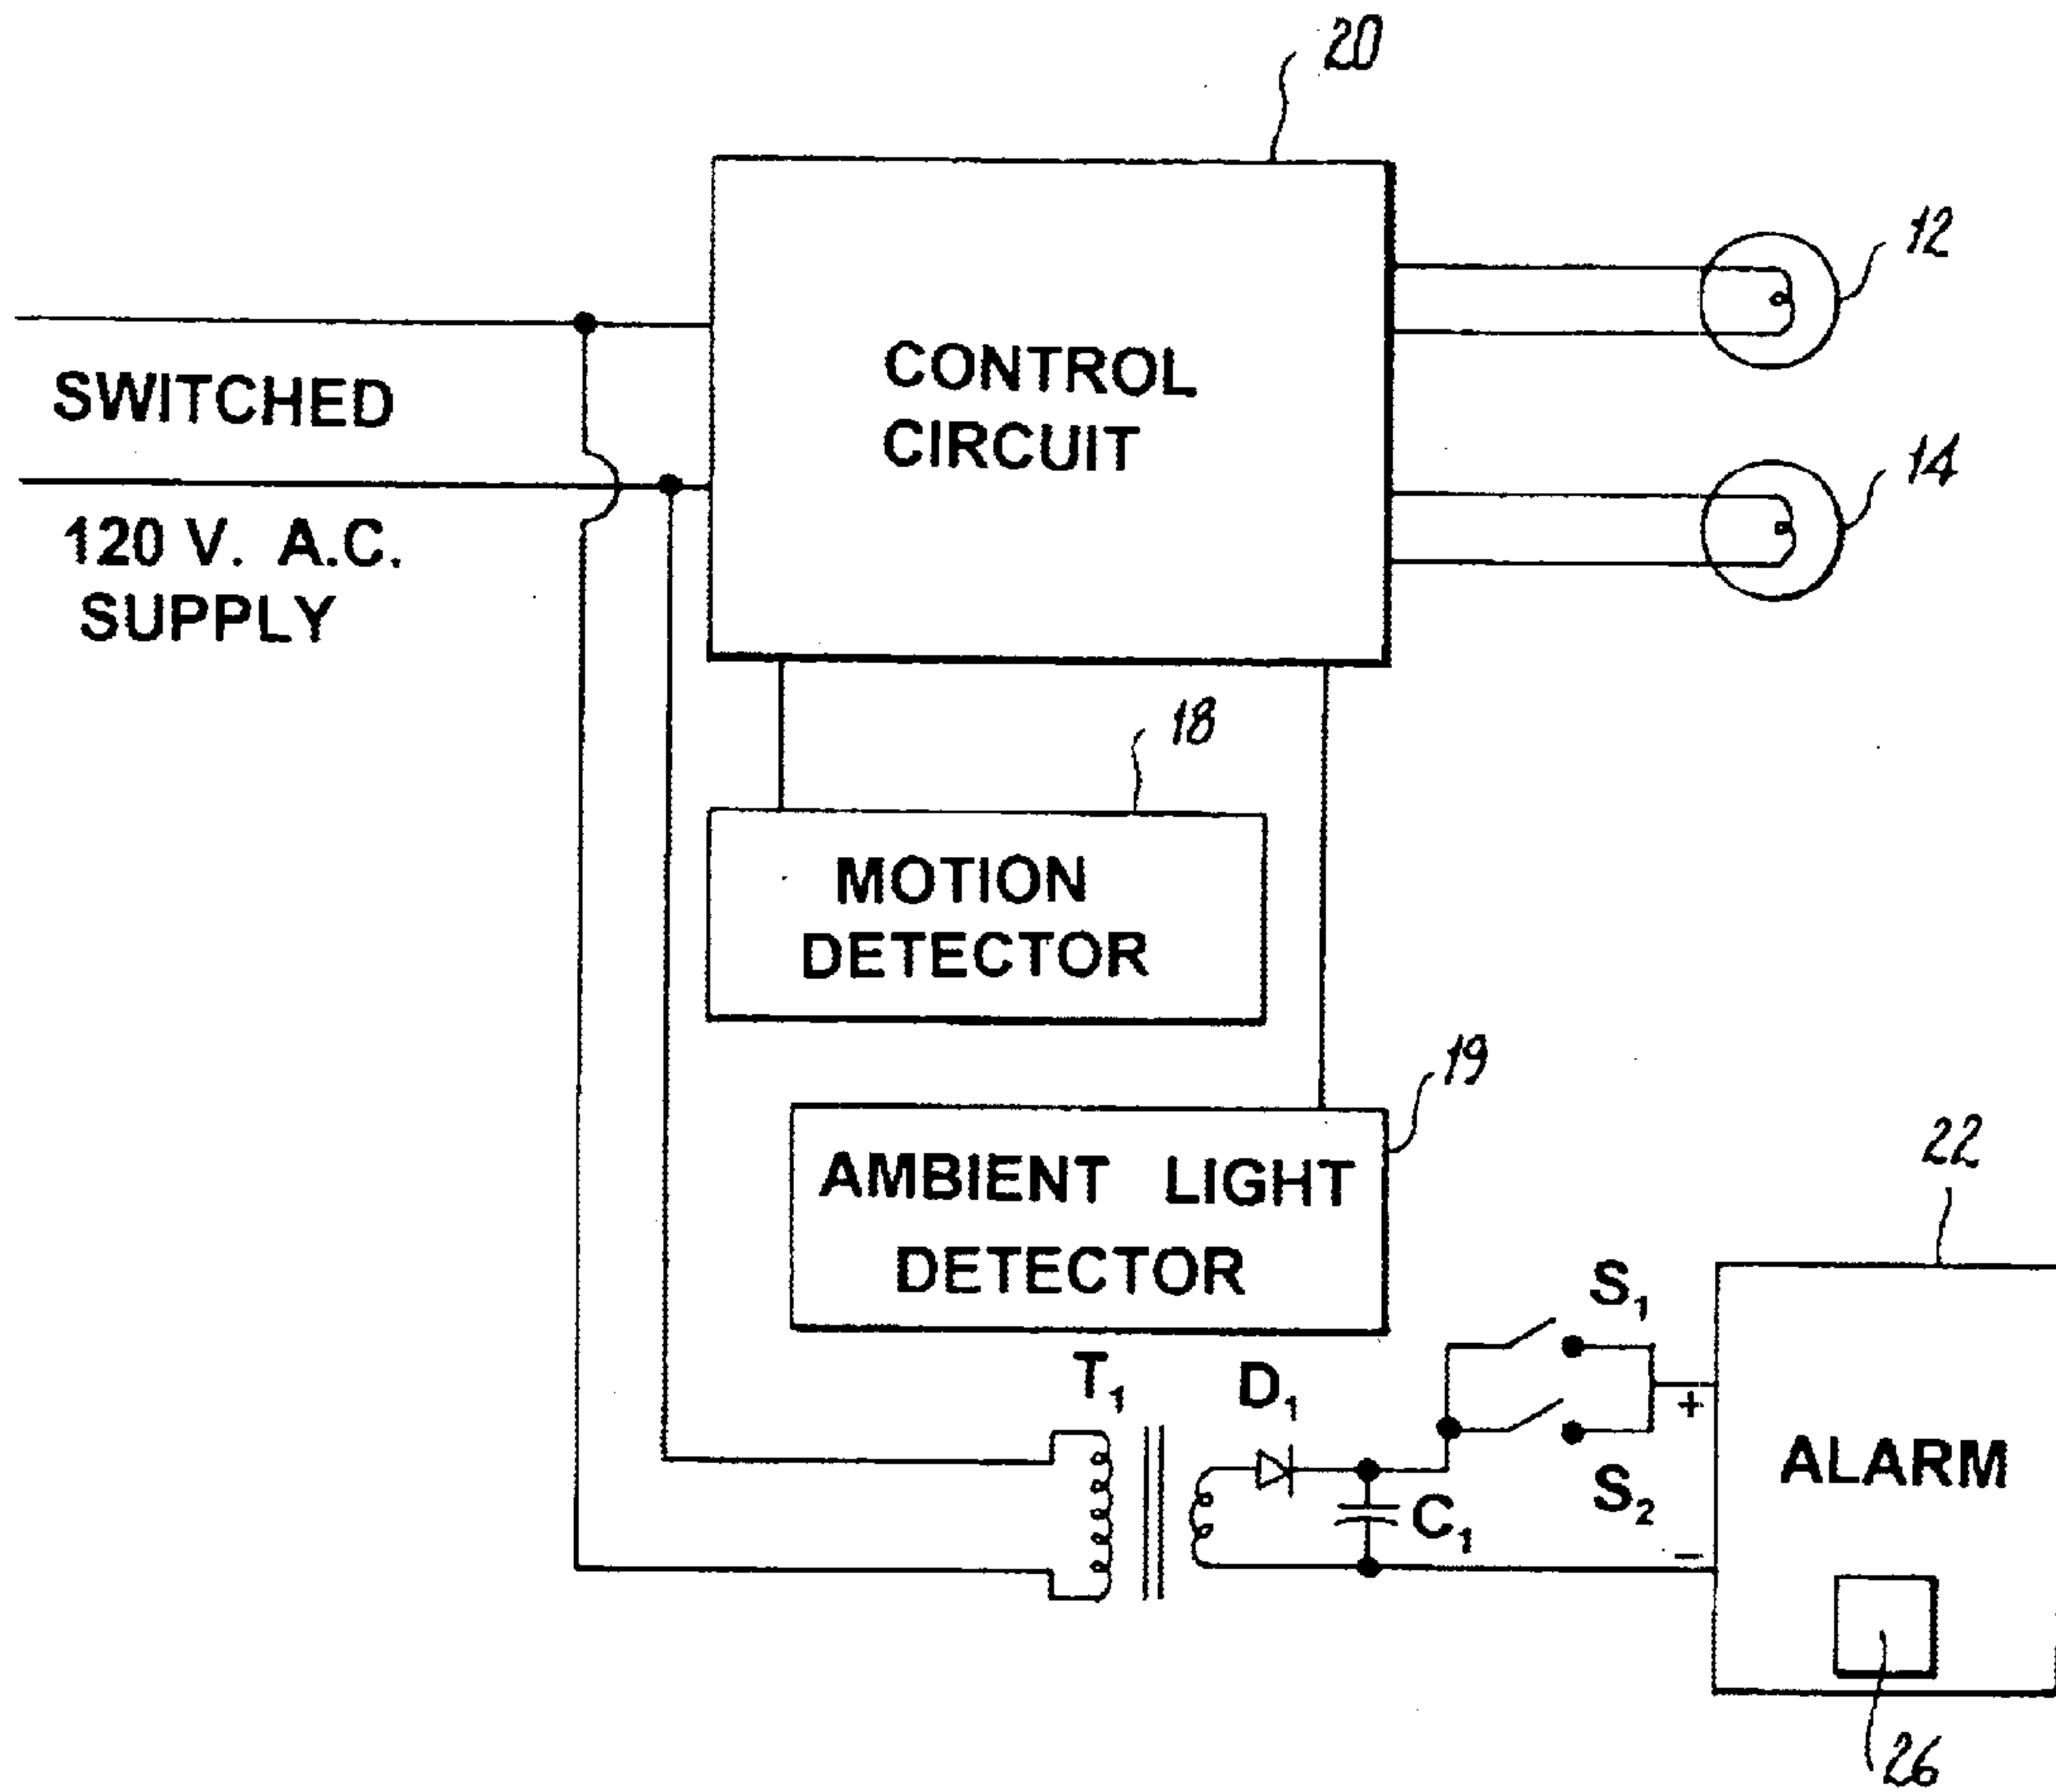 20
12
SWITCHED
CONTROL
CIRCUIT
14
120 V. A.C.
SUPPLY
18
MOTION
DETECTOR
19
AMBIENT LIGHT
DETECTOR
22
S₁
T₁
D₁
+
ALARM
S₂
C₁
−
26